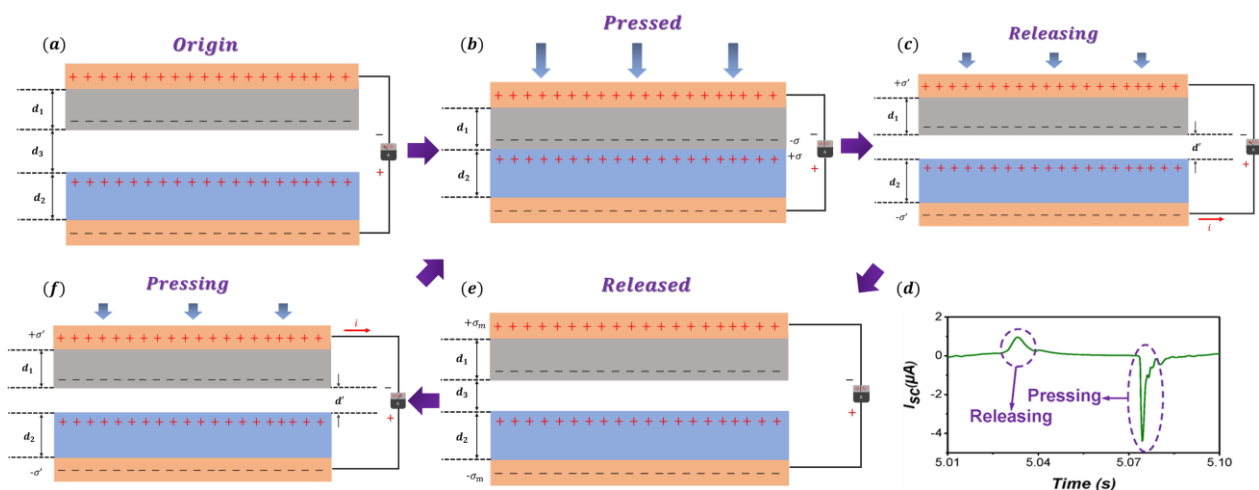 (a)
Origin
d₁
d₃
d₂
−
+
(b)
Pressed
d₁
d₂
-σ
+σ
−
+
(c)
Releasing
+σ'
d₁
d'
d₂
-σ'
−
+
i
(f)
Pressing
+σ'
i
d₁
d'
d₂
-σ'
−
+
(e)
Released
+σₘ
d₁
d₃
d₂
-σₘ
−
+
(d)
I_SC(μA)
2
0
-2
-4
Releasing
Pressing
5.01
5.04
5.07
5.10
Time (s)